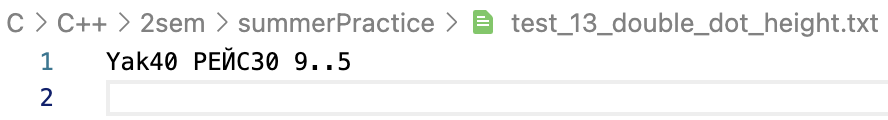 C > C++ > 2sem > summerPractice > test_13_double_dot_height.txt
1 Yak40 РЕЙС30 9..5
2